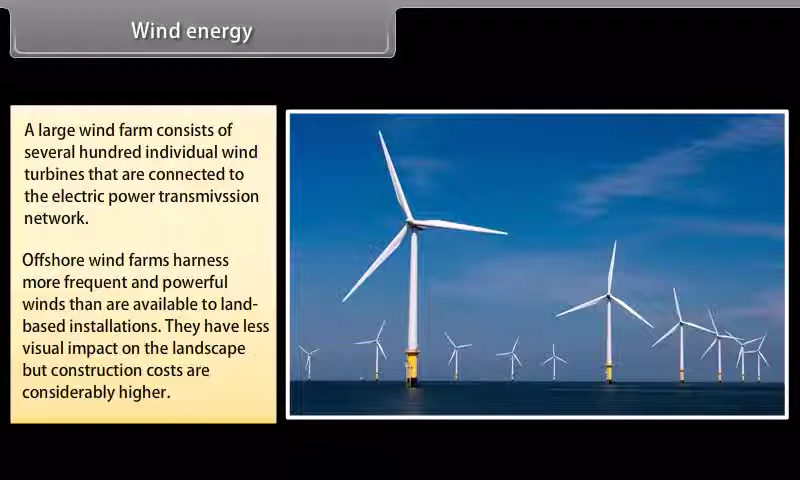 Wind energy
A large wind farm consists of
several hundred individual wind
turbines that are connected to
the electric power transmivssion
network.
Offshore wind farms harness
more frequent and powerful
winds than are available to land-
based installations. They have less
visual impact on the landscape
but construction costs are
considerably higher.